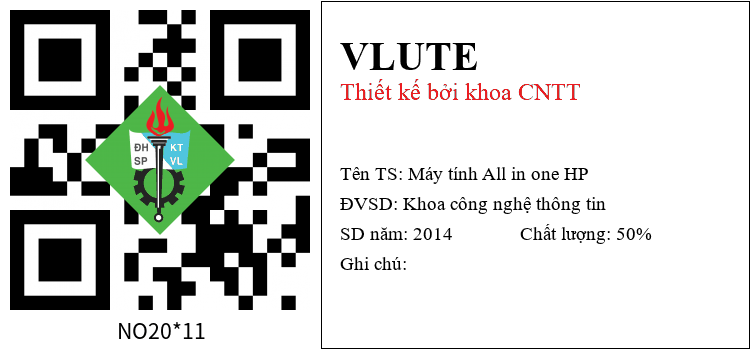 ĐH KT
SP VL
NO20*11
VLUTE
Thiết kế bởi khoa CNTT
Tên TS: Máy tính All in one HP
ĐVSD: Khoa công nghệ thông tin
SD năm: 2014 Chất lượng: 50%
Ghi chú: